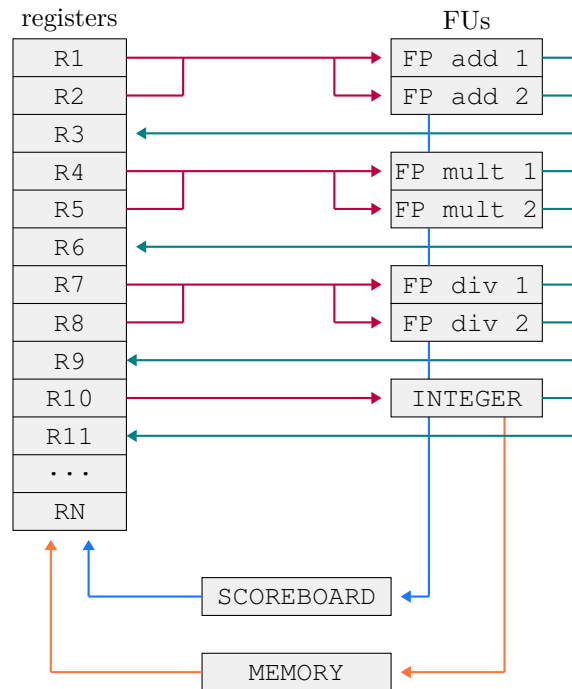 registers
FUs
R1
R2
R3
R4
R5
R6
R7
R8
R9
R10
R11
...
RN
FP add 1
FP add 2
FP mult 1
FP mult 2
FP div 1
FP div 2
INTEGER
SCOREBOARD
MEMORY